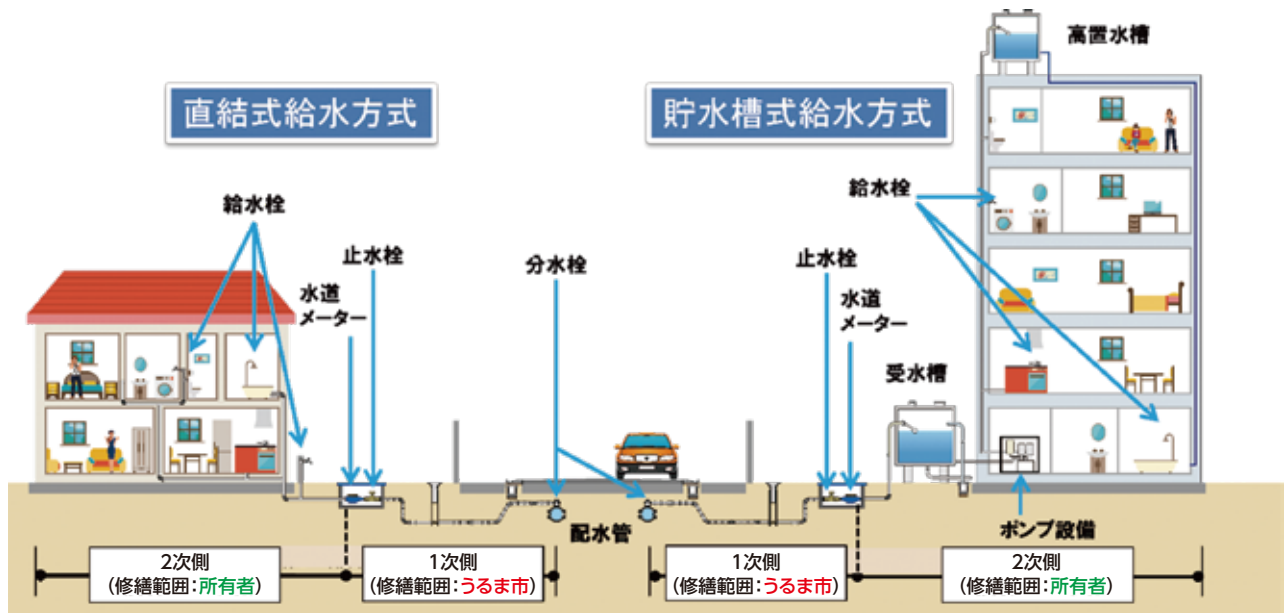 高置水槽
直結式給水方式
貯水槽式給水方式
給水栓
給水栓
止水栓
分水栓
止水栓
水道
メーター
水道
メーター
受水槽
配水管
ポンプ設備
2次側
(修繕範囲:所有者)
1次側
(修繕範囲:うるま市)
1次側
(修繕範囲:うるま市)
2次側
(修繕範囲:所有者)